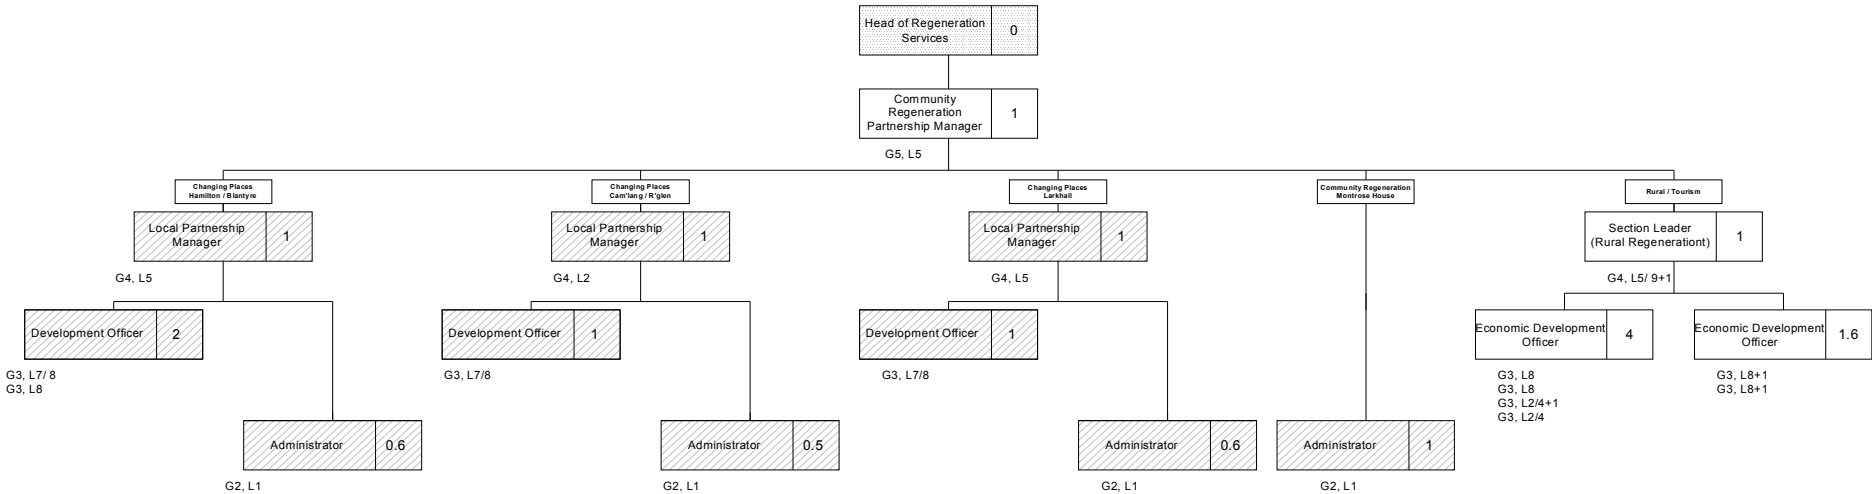 Head of Regeneration
Services
0
Community
Regeneration
Partnership Manager
1
G5, L5
Changing Places
Hamilton / Blantyre
Changing Places
Cam'lang / R'glen
Changing Places
Larkhall
Community Regeneration
Montrose House
Rural / Tourism
Local Partnership
Manager
1
Local Partnership
Manager
1
Local Partnership
Manager
1
Section Leader
(Rural Regenerationt)
1
G4, L5
G4, L2
G4, L5
G4, L5/ 9+1
Development Officer
2
Development Officer
1
Development Officer
1
Economic Development
Officer
4
Economic Development
Officer
1.6
G3, L7/ 8
G3, L8
G3, L7/8
G3, L7/8
G3, L8
G3, L8
G3, L2/4+1
G3, L2/4
G3, L8+1
G3, L8+1
Administrator
0.6
Administrator
0.5
Administrator
0.6
Administrator
1
G2, L1
G2, L1
G2, L1
G2, L1